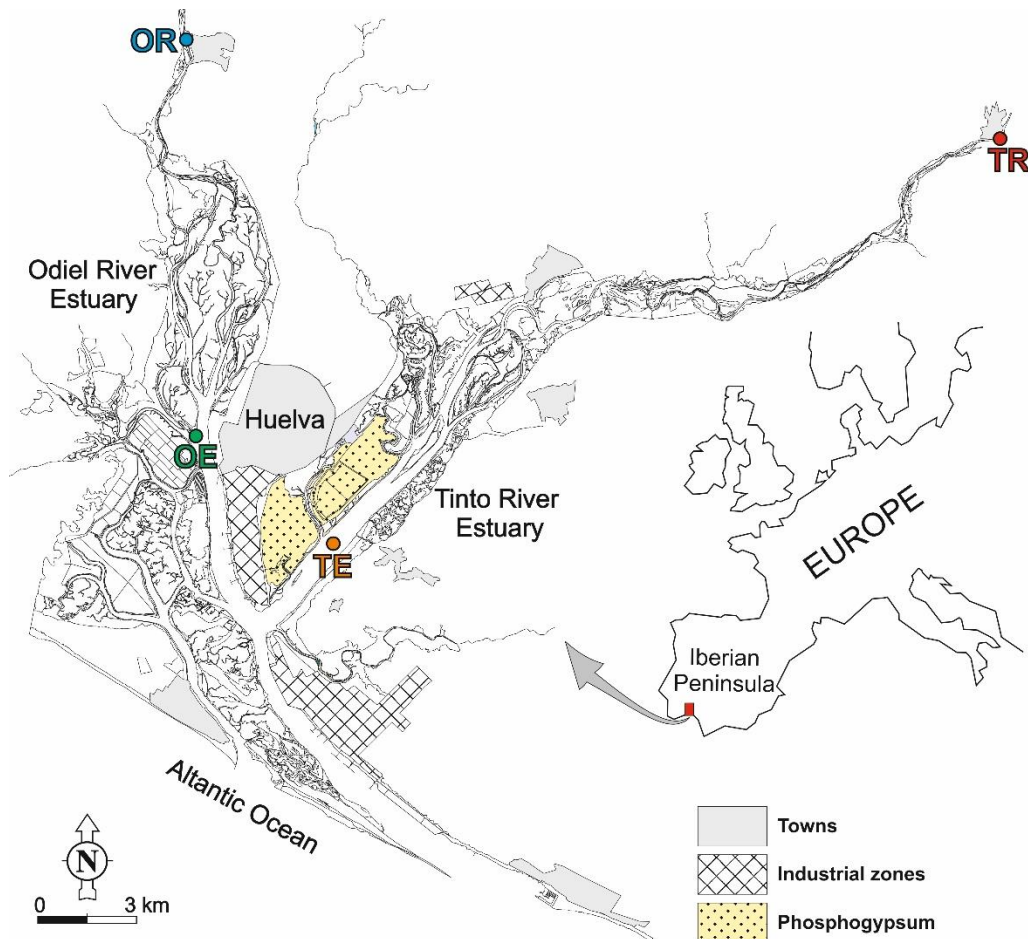 OR
TR
Odiel River
Estuary
Huelva
OE
Tinto River
Estuary
TE
EUROPE
Iberian
Peninsula
Altantic Ocean
N
0 3 km
Towns
Industrial zones
Phosphogypsum